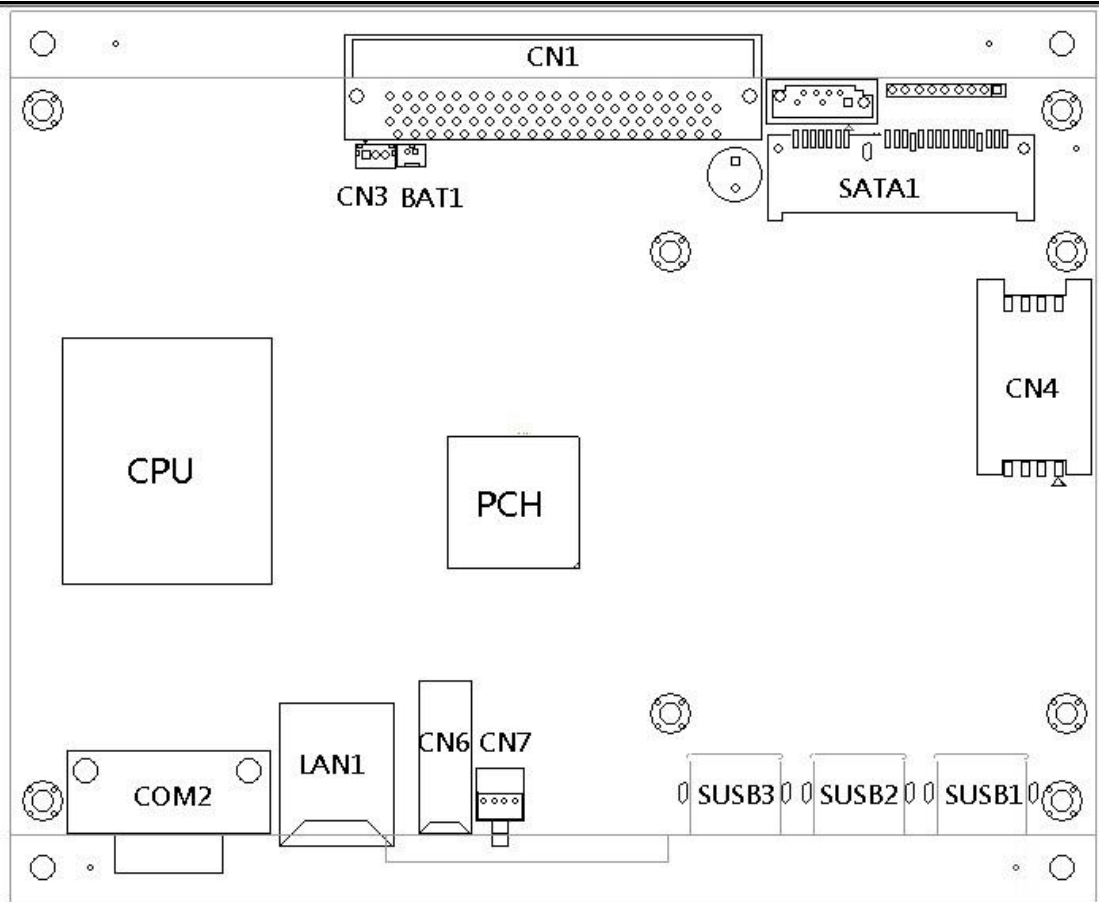 CN1
CN3 BAT1
SATA1
CN4
CPU
PCH
CN6 CN7
LAN1
COM2
SUSB3 SUSB2 SUSB1